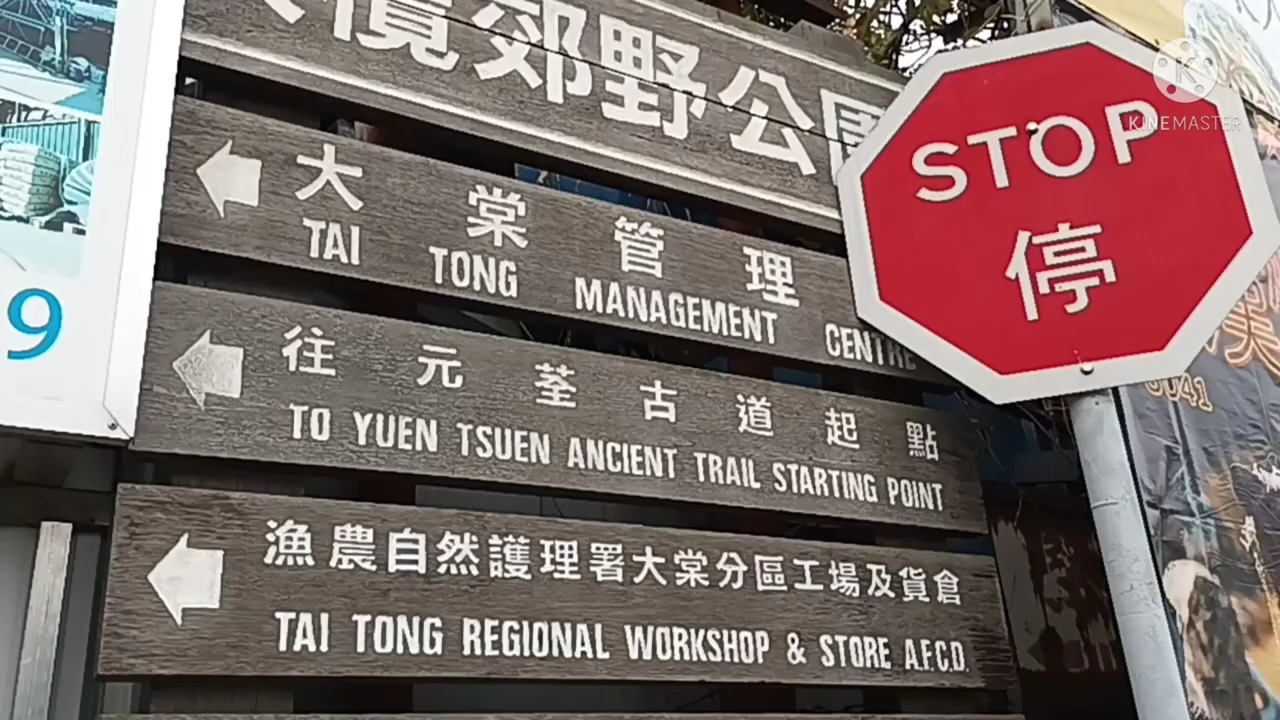 欖郊野公園
大棠管理
TAI TONG MANAGEMENT CENTRE
往元荃古道起點
TO YUEN TSUEN ANCIENT TRAIL STARTING POINT
漁農自然護理署大棠分區工場及貨倉
TAI TONG REGIONAL WORKSHOP & STORE A.F.C.D.
STOP
停
KINEMASTER
9